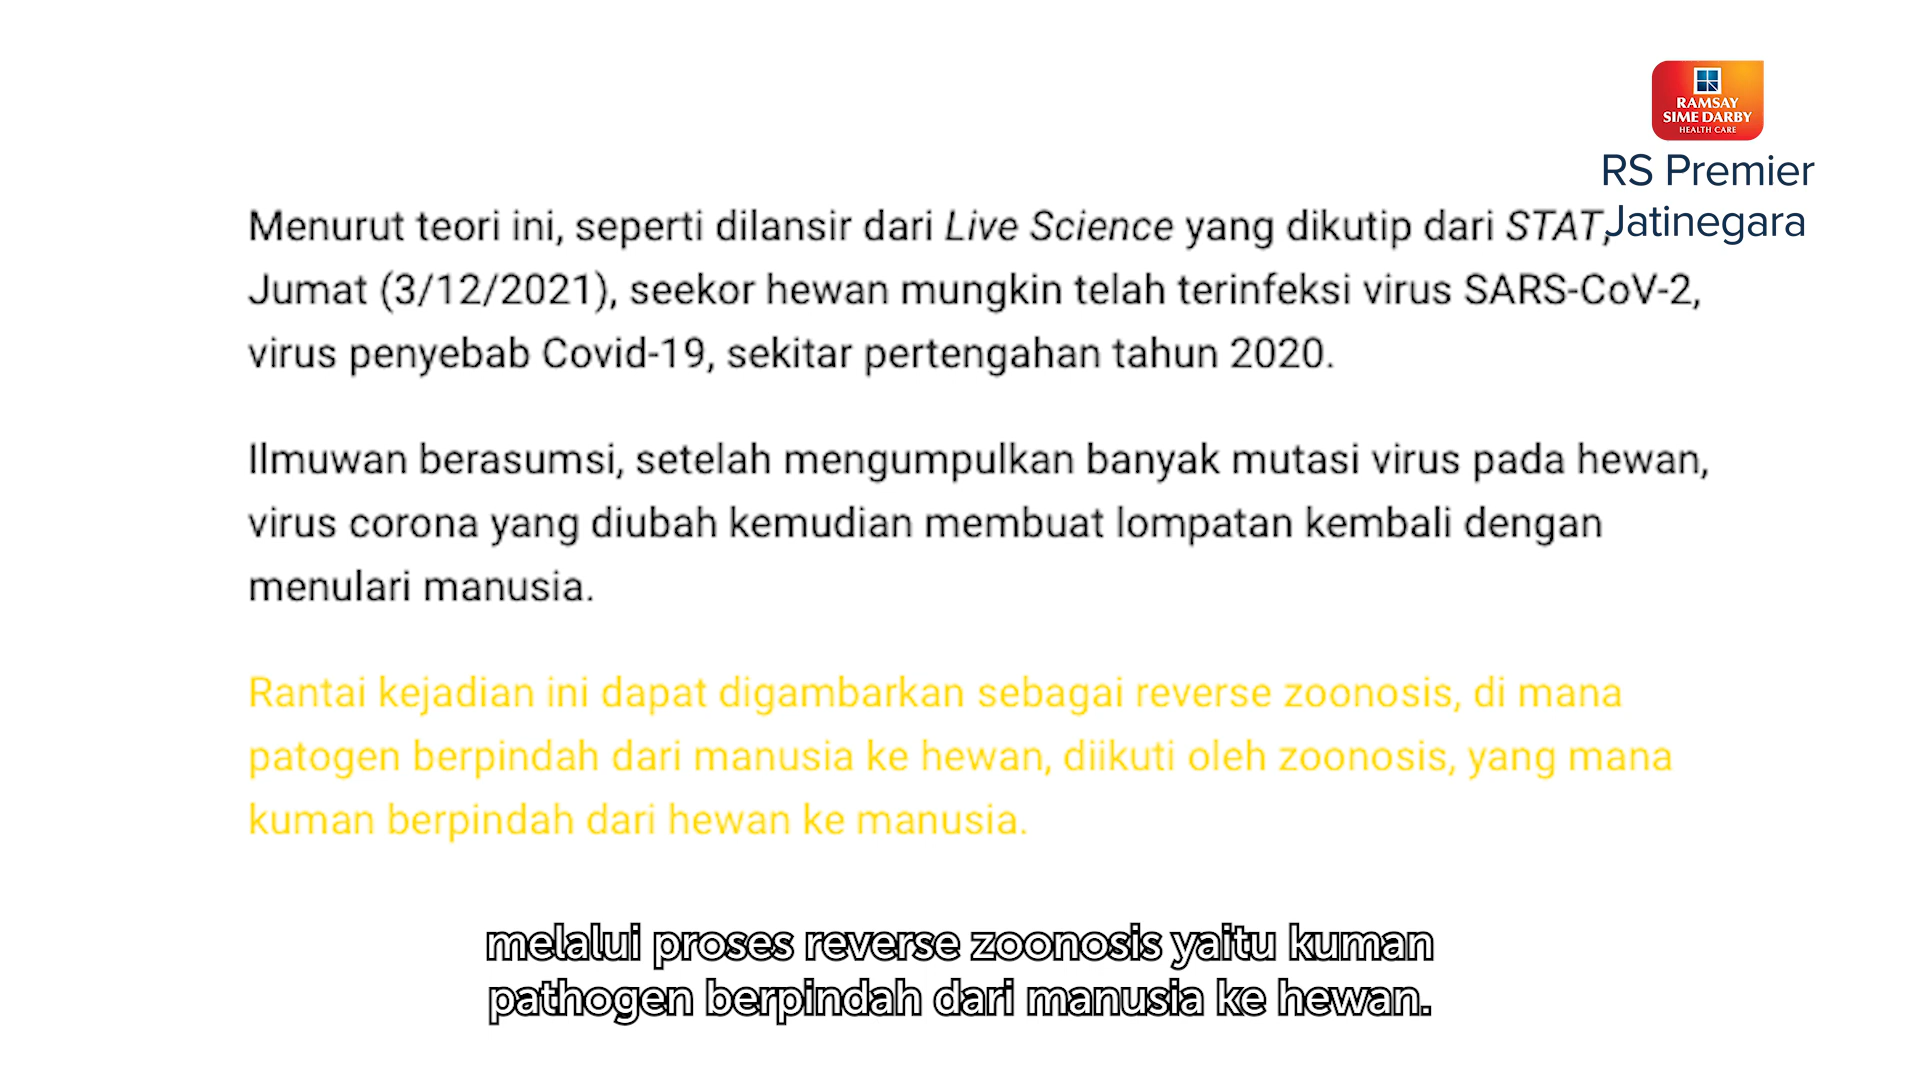 RAMSAY
SIME DARBY
HEALTH CARE
RS Premier
Jatinegara
Menurut teori ini, seperti dilansir dari Live Science yang dikutip dari STAT,
Jumat (3/12/2021), seekor hewan mungkin telah terinfeksi virus SARS-CoV-2,
virus penyebab Covid-19, sekitar pertengahan tahun 2020.
Ilmuwan berasumsi, setelah mengumpulkan banyak mutasi virus pada hewan,
virus corona yang diubah kemudian membuat lompatan kembali dengan
menulari manusia.
Rantai kejadian ini dapat digambarkan sebagai reverse zoonosis, di mana
patogen berpindah dari manusia ke hewan, diikuti oleh zoonosis, yang mana
kuman berpindah dari hewan ke manusia.
melalui proses reverse zoonosis yaitu kuman
pathogen berpindah dari manusia ke hewan.